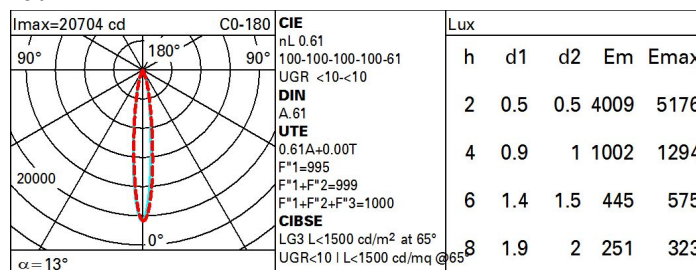 Imax=20704 cd C0-180
90° 180° 90°
20000
0°
α=13°
CIE
nL 0.61
100-100-100-100-61
UGR <10-<10
DIN
A.61
UTE
0.61A+0.00T
F"1=995
F"1+F"2=999
F"1+F"2+F"3=1000
CIBSE
LG3 L<1500 cd/m² at 65°
UGR<10 | L<1500 cd/mq @65°
Lux
h d1 d2 Em Emax
2 0.5 0.5 4009 5176
4 0.9 1 1002 1294
6 1.4 1.5 445 575
8 1.9 2 251 323